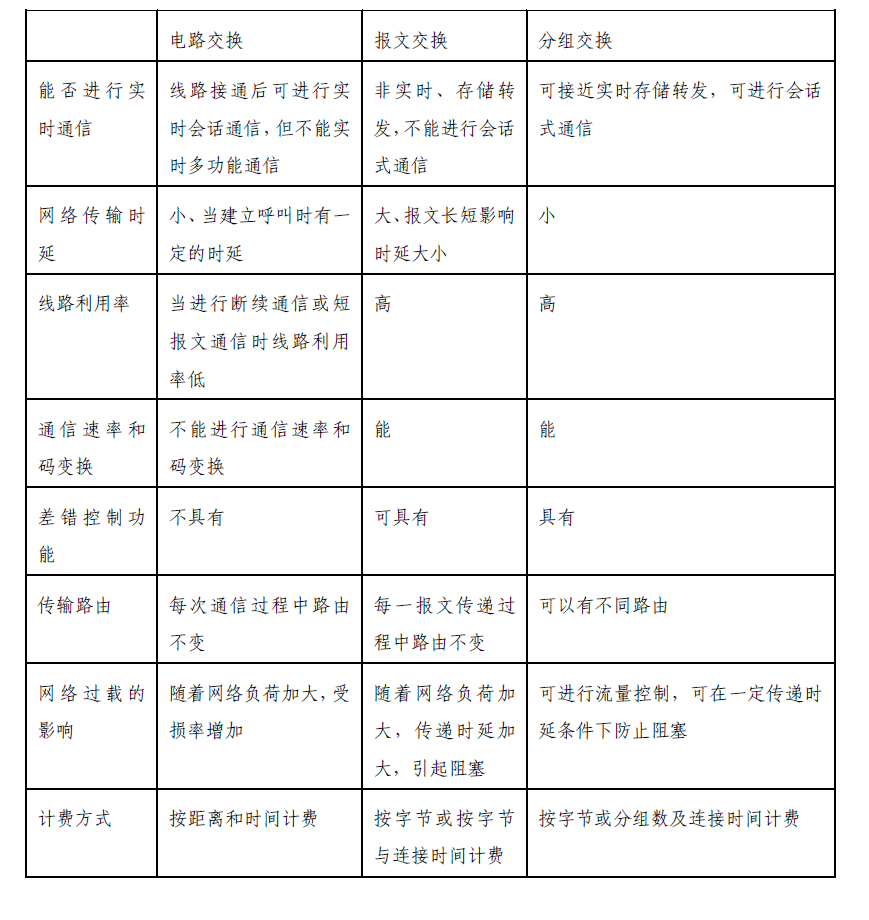 电路交换 报文交换 分组交换
能否进行实 线路接通后可进行实 非实时、存储转 可接近实时存储转发，可进行会话
时通信 时会话通信，但不能实 发，不能进行会话 式通信
时多功能通信 式通信
网络传输时 小、当建立呼叫时有一 大、报文长短影响 小
延 定的时延 时延大小
线路利用率 当进行断续通信或短 高 高
报文通信时线路利用
率低
通信速率和 不能进行通信速率和 能 能
码变换 码变换
差错控制功 不具有 可具有 具有
能
传输路由 每次通信过程中路由 每一报文传递过 可以有不同路由
不变 程中路由不变
网络过载的 随着网络负荷加大，受 随着网络负荷加 可进行流量控制，可在一定传递时
影响 损率增加 大，传递时延加 延条件下防止阻塞
大，引起阻塞
计费方式 按距离和时间计费 按字节或按字节 按字节或分组数及连接时间计费
与连接时间计费